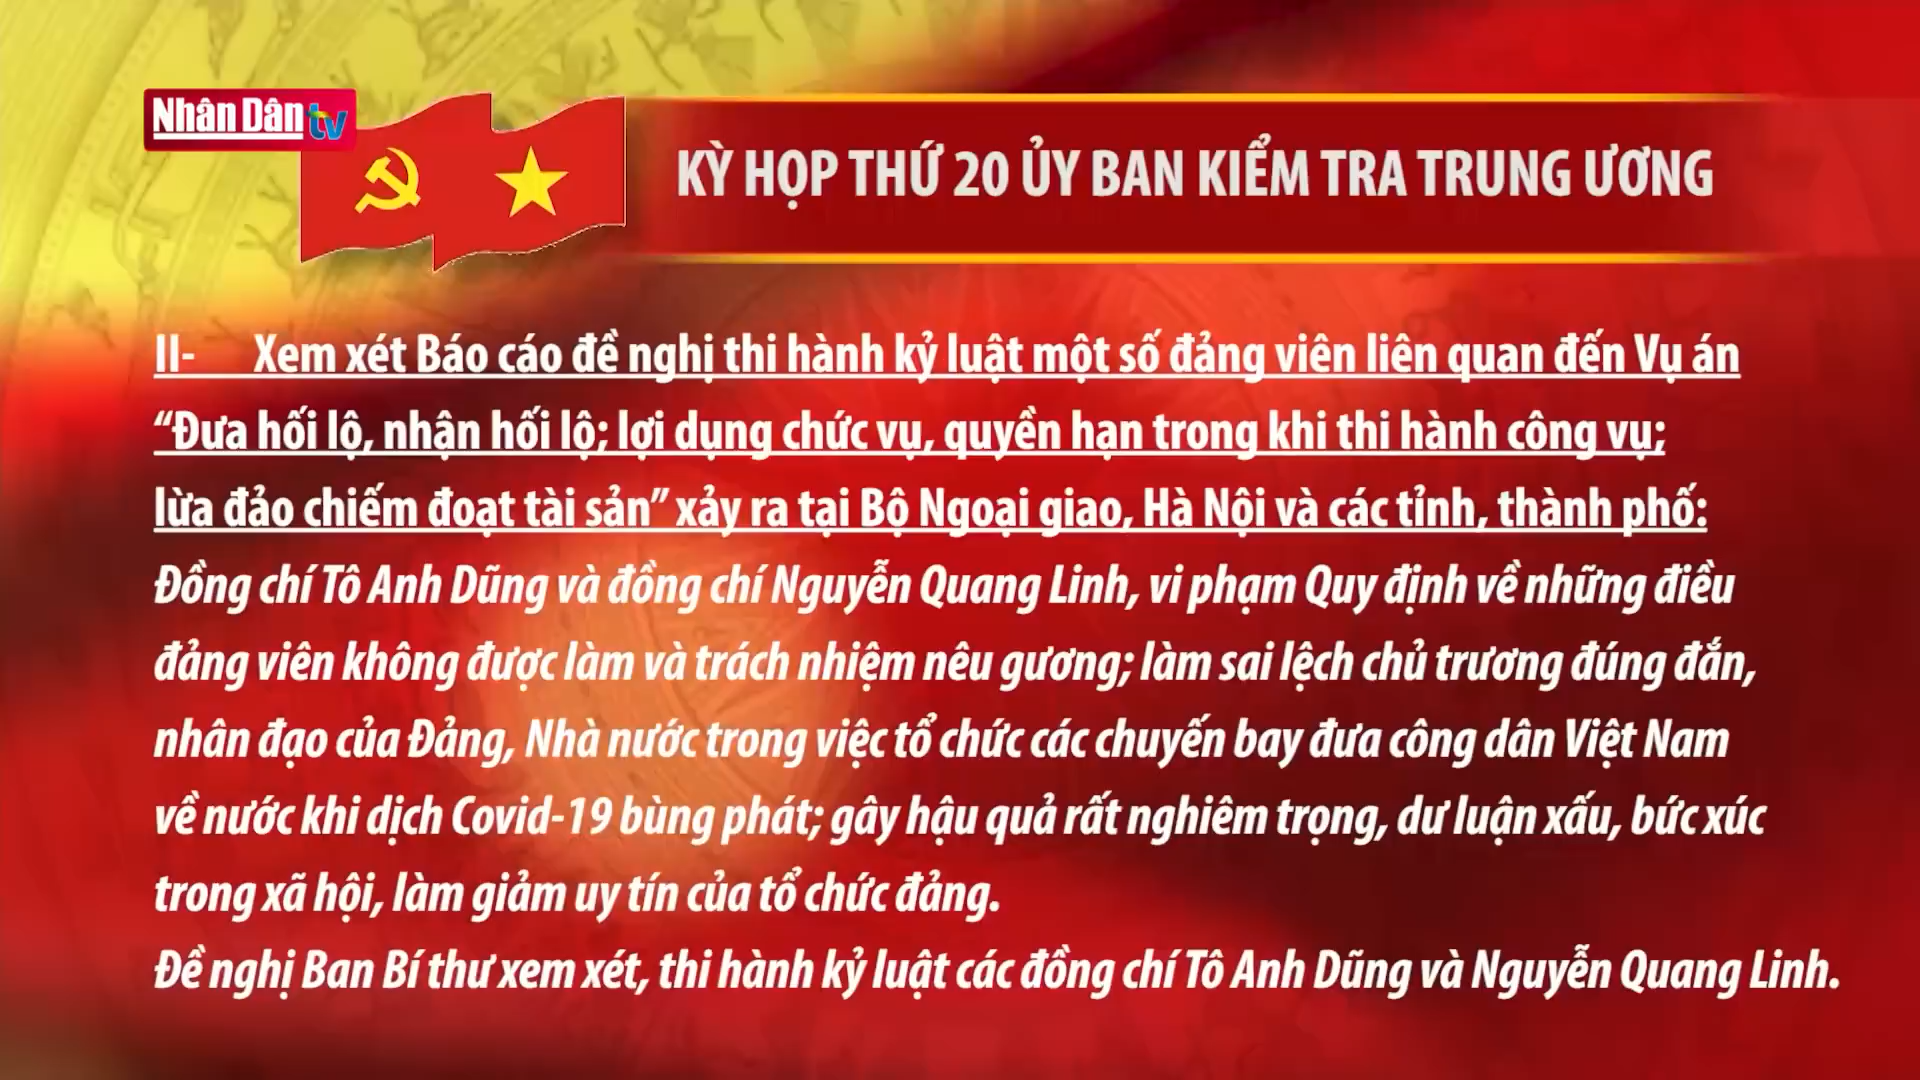 Nhân Dân tv
KỲ HỌP THỨ 20 ỦY BAN KIỂM TRA TRUNG ƯƠNG
II- Xem xét Báo cáo đề nghị thi hành kỷ luật một số đảng viên liên quan đến Vụ án
“Đưa hối lộ, nhận hối lộ; lợi dụng chức vụ, quyền hạn trong khi thi hành công vụ;
lừa đảo chiếm đoạt tài sản” xảy ra tại Bộ Ngoại giao, Hà Nội và các tỉnh, thành phố:
Đồng chí Tô Anh Dũng và đồng chí Nguyễn Quang Linh, vi phạm Quy định về những điều
đảng viên không được làm và trách nhiệm nêu gương; làm sai lệch chủ trương đúng đắn,
nhân đạo của Đảng, Nhà nước trong việc tổ chức các chuyến bay đưa công dân Việt Nam
về nước khi dịch Covid-19 bùng phát; gây hậu quả rất nghiêm trọng, dư luận xấu, bức xúc
trong xã hội, làm giảm uy tín của tổ chức đảng.
Đề nghị Ban Bí thư xem xét, thi hành kỷ luật các đồng chí Tô Anh Dũng và Nguyễn Quang Linh.